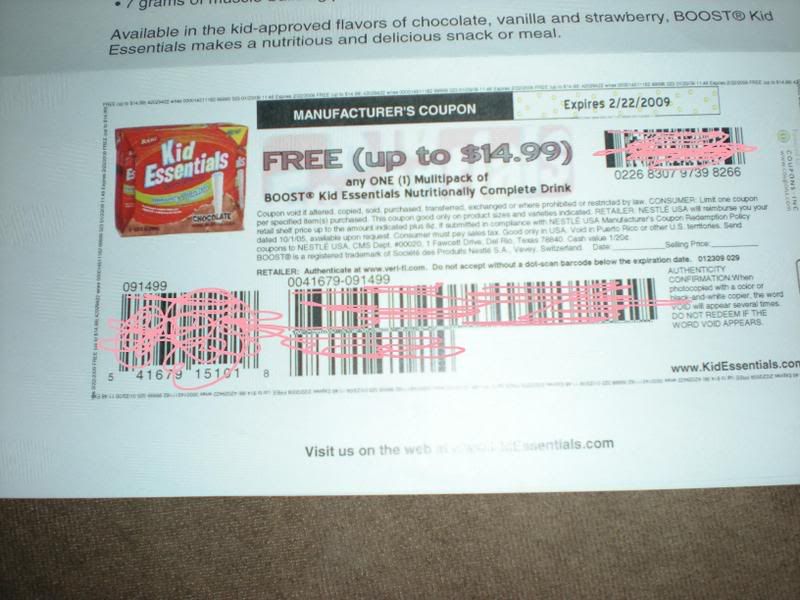 Available in the kid-approved flavors of chocolate, vanilla and strawberry, BOOST® Kid
Essentials makes a nutritious and delicious snack or meal.
MANUFACTURER'S COUPON
Expires 2/22/2009
BOOST
Kid
Essentials
CHOCOLATE
FREE (up to $14.99)
any ONE (1) Mulitipack of
BOOST® Kid Essentials Nutritionally Complete Drink
0226 8307 9739 8266
Coupon void if altered, copied, sold, purchased, transferred, exchanged or where prohibited or restricted by law. CONSUMER: Limit one coupon
per specified item(s) purchased. This coupon good only on product sizes and varieties indicated. RETAILER: NESTLÉ USA will reimburse you your
retail shelf price up to the amount indicated plus 8¢, if submitted in compliance with NESTLÉ USA Manufacturer's Coupon Redemption Policy
dated 10/1/05, available upon request. Consumer must pay sales tax. Good only in USA. Void in Puerto Rico or other U.S. territories. Send
coupons to NESTLÉ USA, CMS Dept. #00020, 1 Fawcett Drive, Del Rio, Texas 78840. Cash value 1/20¢.
BOOST® is a registered trademark of Société des Produits Nestlé S.A., Vevey, Switzerland. Date: Selling Price:
RETAILER: Authenticate at www.veri-fi.com. Do not accept without a dot-scan barcode below the expiration date. 012309 029
091499
0041679-091499
5 41679 15101 8
AUTHENTICITY
CONFIRMATION:When
photocopied with a color or
black-and-white copier, the word
VOID will appear several times.
DO NOT REDEEM IF THE
WORD VOID APPEARS.
www.KidEssentials.com
Visit us on the web at
COUPONS, INC.